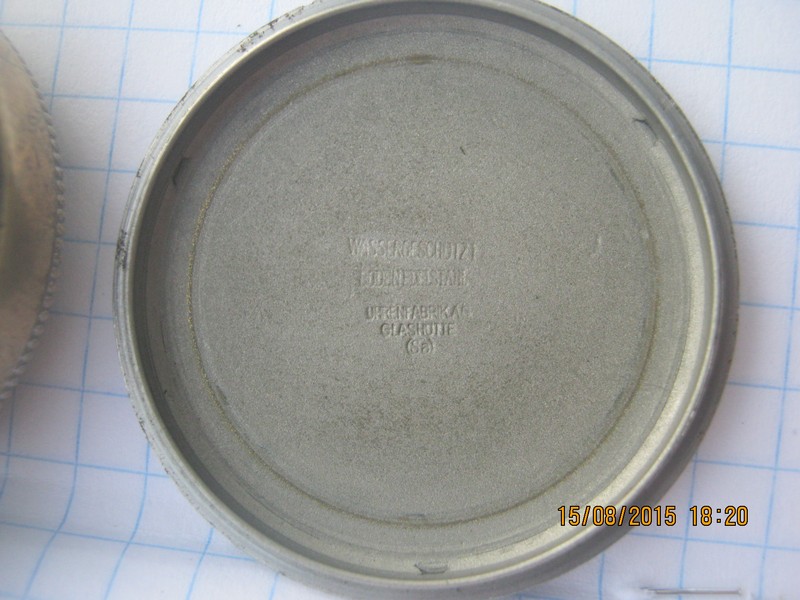 WASSERGESCHÜTZT
BODEN EDELSTAHL
UHRENFABRIK AG
GLASHÜTTE
(Sa)
15/08/2015 18:20